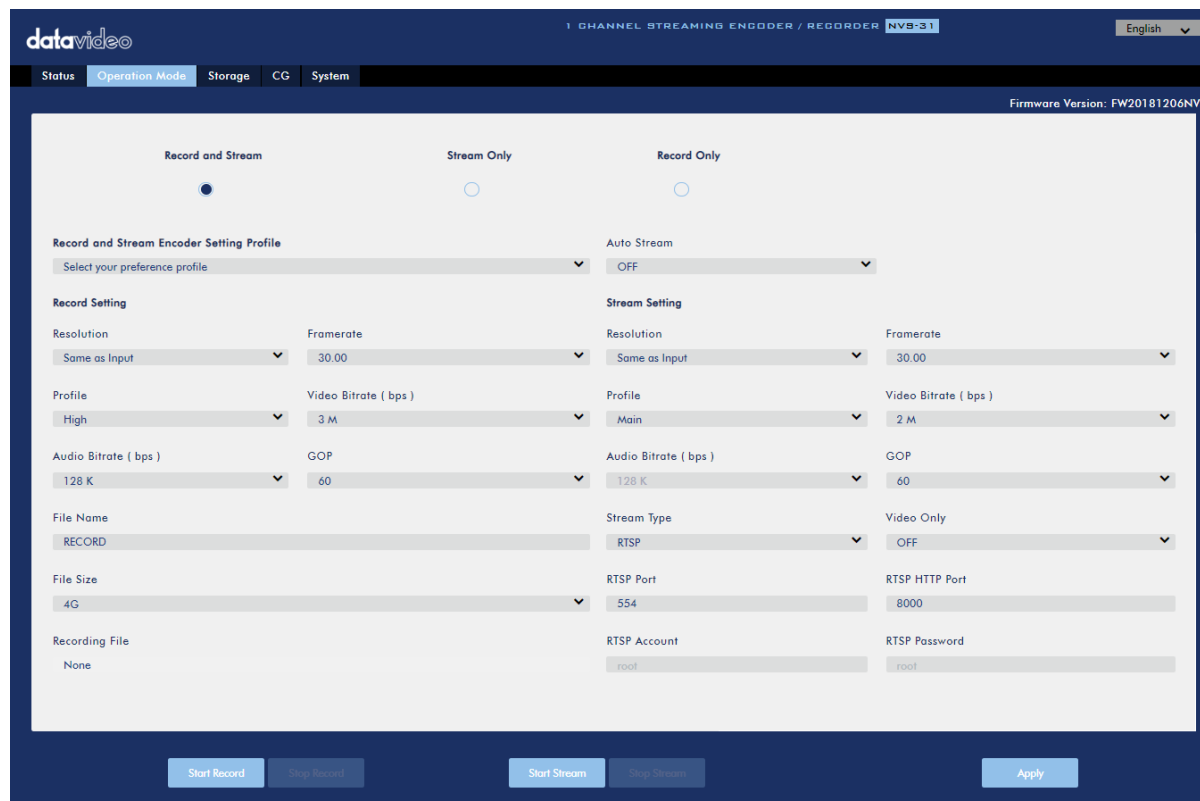 datavideo
1 CHANNEL STREAMING ENCODER / RECORDER NVS-31
English
Status Operation Mode Storage CG System
Firmware Version: FW20181206NV
Record and Stream Stream Only Record Only
Record and Stream Encoder Setting Profile Auto Stream
Select your preference profile OFF
Record Setting Stream Setting
Resolution Framerate Resolution Framerate
Same as Input 30.00 Same as Input 30.00
Profile Video Bitrate ( bps ) Profile Video Bitrate ( bps )
High 3 M Main 2 M
Audio Bitrate ( bps ) GOP Audio Bitrate ( bps ) GOP
128 K 60 128 K 60
File Name Stream Type Video Only
RECORD RTSP OFF
File Size RTSP Port RTSP HTTP Port
4G 554 8000
Recording File RTSP Account RTSP Password
None root root
Start Record Stop Record Start Stream Stop Stream Apply